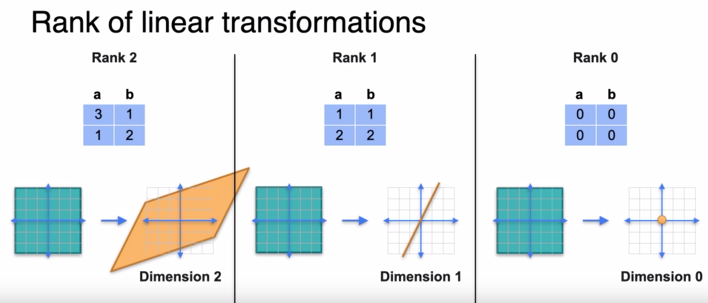 Rank of linear transformations
Rank 2
a b
3 1
1 2
Dimension 2
Rank 1
a b
1 1
2 2
Dimension 1
Rank 0
a b
0 0
0 0
Dimension 0